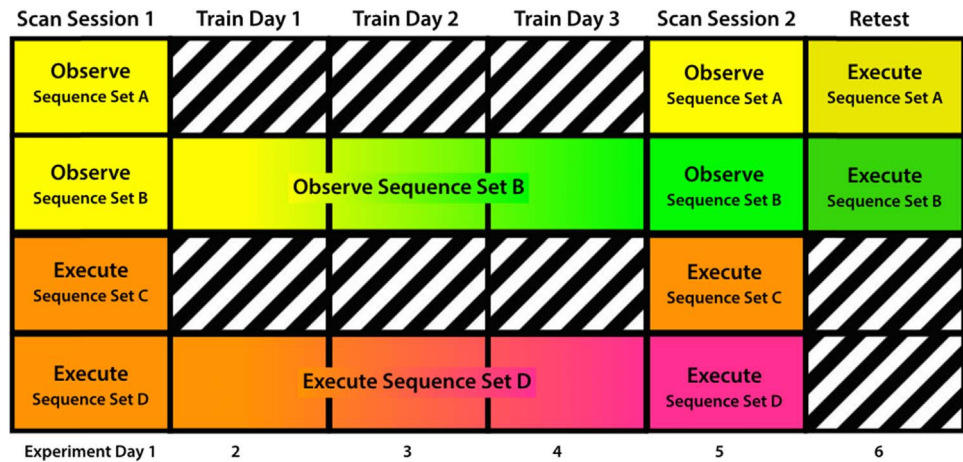 Scan Session 1 Train Day 1 Train Day 2 Train Day 3 Scan Session 2 Retest
Observe
Sequence Set A
Observe
Sequence Set A
Execute
Sequence Set A
Observe
Sequence Set B
Observe Sequence Set B
Observe
Sequence Set B
Execute
Sequence Set B
Execute
Sequence Set C
Execute
Sequence Set C
Execute
Sequence Set D
Execute Sequence Set D
Execute
Sequence Set D
Experiment Day 1 2 3 4 5 6